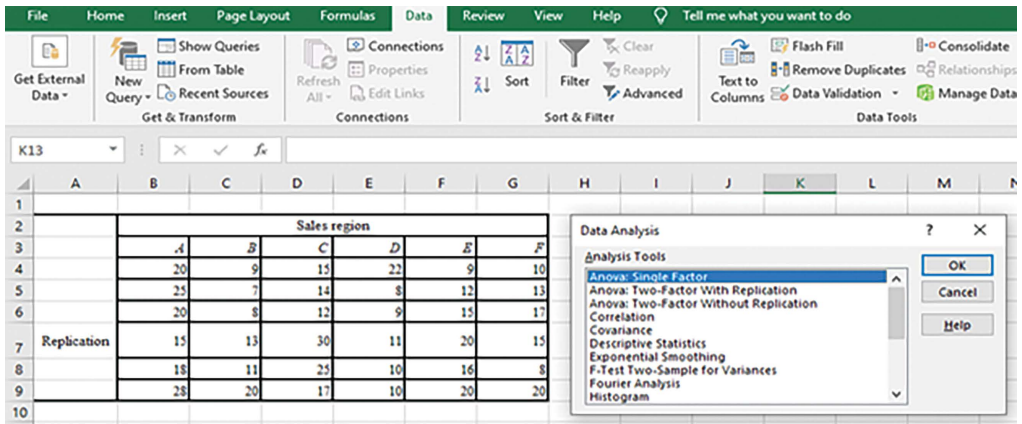 File Home Insert Page Layout Formulas Data Review View Help Tell me what you want to do
Get External Data
New Query
Show Queries
From Table
Recent Sources
Get & Transform
Refresh All
Connections
Properties
Edit Links
Connections
Sort
Filter
Clear
Reapply
Advanced
Sort & Filter
Text to Columns
Flash Fill
Remove Duplicates
Data Validation
Consolidate
Relationships
Manage Data
Data Tools
K13 fx
A B C D E F G H I J K L M N
1
2 Sales region
3 A B C D E F
4 20 9 15 22 9 10
5 25 7 14 8 12 13
6 20 8 12 9 15 17
7 Replication 15 13 30 11 20 15
8 18 11 25 10 16 8
9 28 20 17 10 20 20
10
Data Analysis ? ×
Analysis Tools
Anova: Single Factor
Anova: Two-Factor With Replication
Anova: Two-Factor Without Replication
Correlation
Covariance
Descriptive Statistics
Exponential Smoothing
F-Test Two-Sample for Variances
Fourier Analysis
Histogram
OK
Cancel
Help